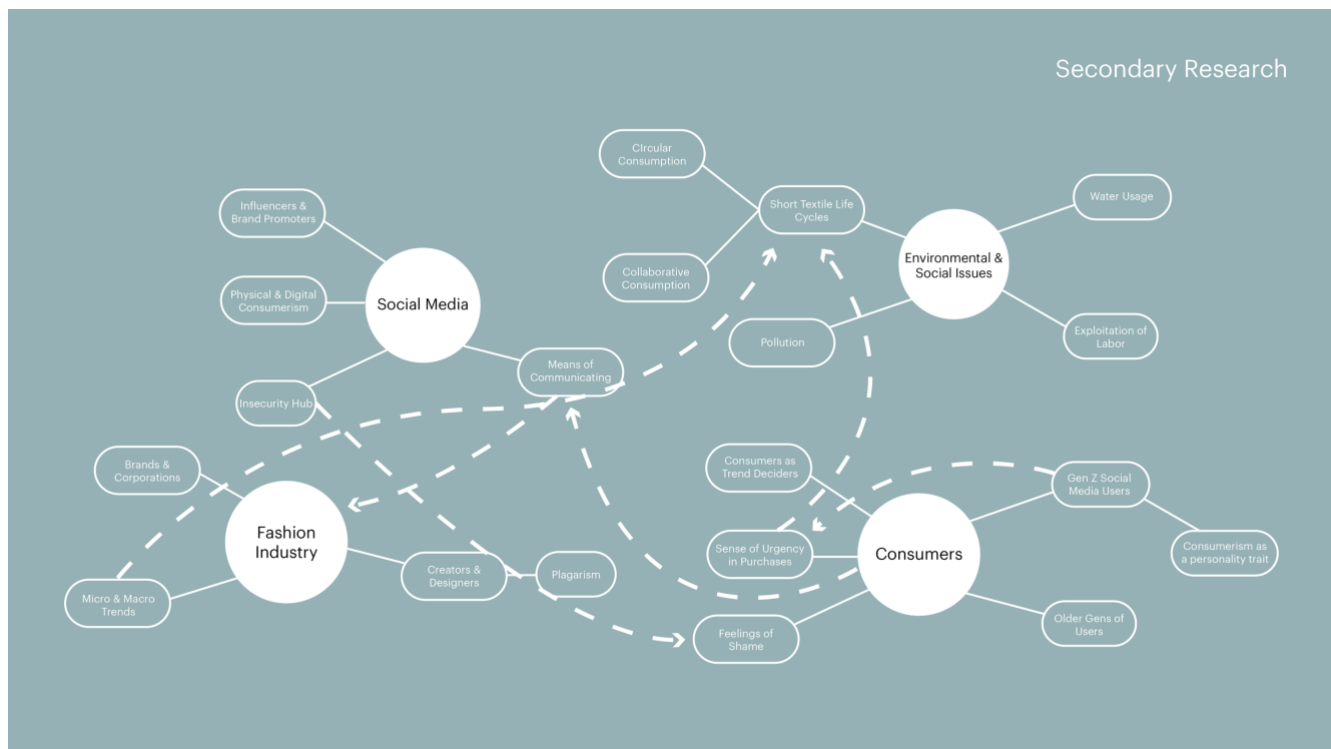 Secondary Research
CIrcular
Consumption
Influencers &
Brand Promoters
Short Textile Life
Cycles
Water Usage
Environmental &
Social Issues
Physical & Digital
Consumerism
Social Media
Collaborative
Consumption
Pollution
Exploitation of
Labor
Means of
Communicating
Insecurity Hub
Brands &
Corporations
Consumers as
Trend Deciders
Gen Z Social
Media Users
Fashion
Industry
Sense of Urgency
in Purchases
Consumers
Consumerism as
a personality trait
Creators &
Designers
Plagarism
Micro & Macro
Trends
Feelings of
Shame
Older Gens of
Users